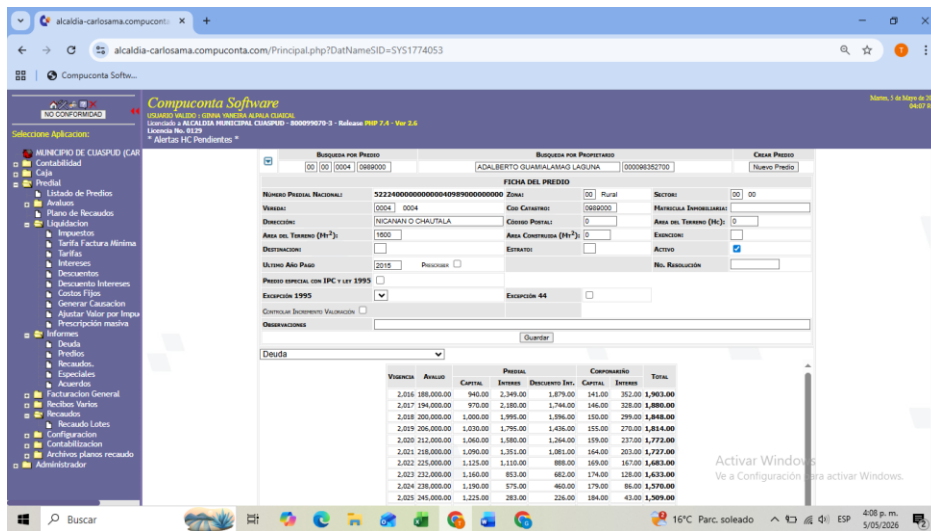 alcaldia-carlosama.compuconta
alcaldia-carlosama.compuconta.com/Principal.php?DatNameSID=SYS1774053
T
Compuconta Softw...
NO CONFORMIDAD
Seleccione Aplicacion:
MUNICIPIO DE CUASPUD (CAR
Contabilidad
Caja
Predial
Listado de Predios
Avaluos
Plano de Recaudos
Liquidacion
Impuestos
Tarifa Factura Minima
Tarifas
Intereses
Descuentos
Descuento Intereses
Costos Fijos
Generar Causacion
Ajustar Valor por Impu
Prescripción masiva
Informes
Deuda
Predios
Recaudos.
Especiales
Acuerdos
Facturacion General
Recibos Varios
Recaudos
Recaudo Lotes
Configuracion
Contabilizacion
Archivos planos recaudo
Administrador
Compuconta Software
USUARIO VALIDO : GINNA YANEIRA ALPALA CUAICAL
Licenciado a ALCALDIA MUNICIPAL CUASPUD - 800099070-3 - Release PHP 7.4 - Ver 2.6
Licencia No. 0129
* Alertas HC Pendientes *
Martes, 5 de Mayo de 20
04:07:0
BUSQUEDA POR PREDIO BUSQUEDA POR PROPIETARIO CREAR PREDIO
00 00 0004 0989000 ADALBERTO GUAMIALAMAG LAGUNA 000098352700 Nuevo Predio
FICHA DEL PREDIO
NÚMERO PREDIAL NACIONAL: ZONA: 00 Rural SECTOR: 00 00
VEREDA: 0004 0004 COD CATASTRO: 0989000 MATRICULA INMOBILIARIA:
DIRECCIÓN: NICANAN O CHAUTALA CÓDIGO POSTAL: 0 AREA DEL TERRENO (HC): 0
AREA DEL TERRENO (MT2): 1600 AREA CONSTRUIDA (MT2): 0 EXENCION:
DESTINACION: ESTRATO: ACTIVO
ULTIMO AÑO PAGO 2015 PRESCRIBIR No. RESOLUCIÓN
PREDIO ESPECIAL CON IPC Y LEY 1995
EXCEPCIÓN 1995 EXCEPCIÓN 44
CONTROLAR INCREMENTO VALORACIÓN
OBSERVACIONES
Guardar
Deuda
VIGENCIA AVALUO PREDIAL CORPONARIÑO TOTAL
CAPITAL INTERES DESCUENTO INT. CAPITAL INTERES
2,016 188,000.00 940.00 2,349.00 1,879.00 141.00 352.00 1,903.00
2,017 194,000.00 970.00 2,180.00 1,744.00 146.00 328.00 1,880.00
2,018 200,000.00 1,000.00 1,995.00 1,596.00 150.00 299.00 1,848.00
2,019 206,000.00 1,030.00 1,795.00 1,436.00 155.00 270.00 1,814.00
2,020 212,000.00 1,060.00 1,580.00 1,264.00 159.00 237.00 1,772.00
2,021 218,000.00 1,090.00 1,351.00 1,081.00 164.00 203.00 1,727.00
2,022 225,000.00 1,125.00 1,110.00 888.00 169.00 167.00 1,683.00
2,023 232,000.00 1,160.00 853.00 682.00 174.00 128.00 1,633.00
2,024 238,000.00 1,190.00 575.00 460.00 179.00 86.00 1,570.00
2,025 245,000.00 1,225.00 283.00 226.00 184.00 43.00 1,509.00
Activar Windows
Ve a Configuración para activar Windows.
Buscar
16°C Parc. soleado
ESP
4:08 p. m.
5/05/2026